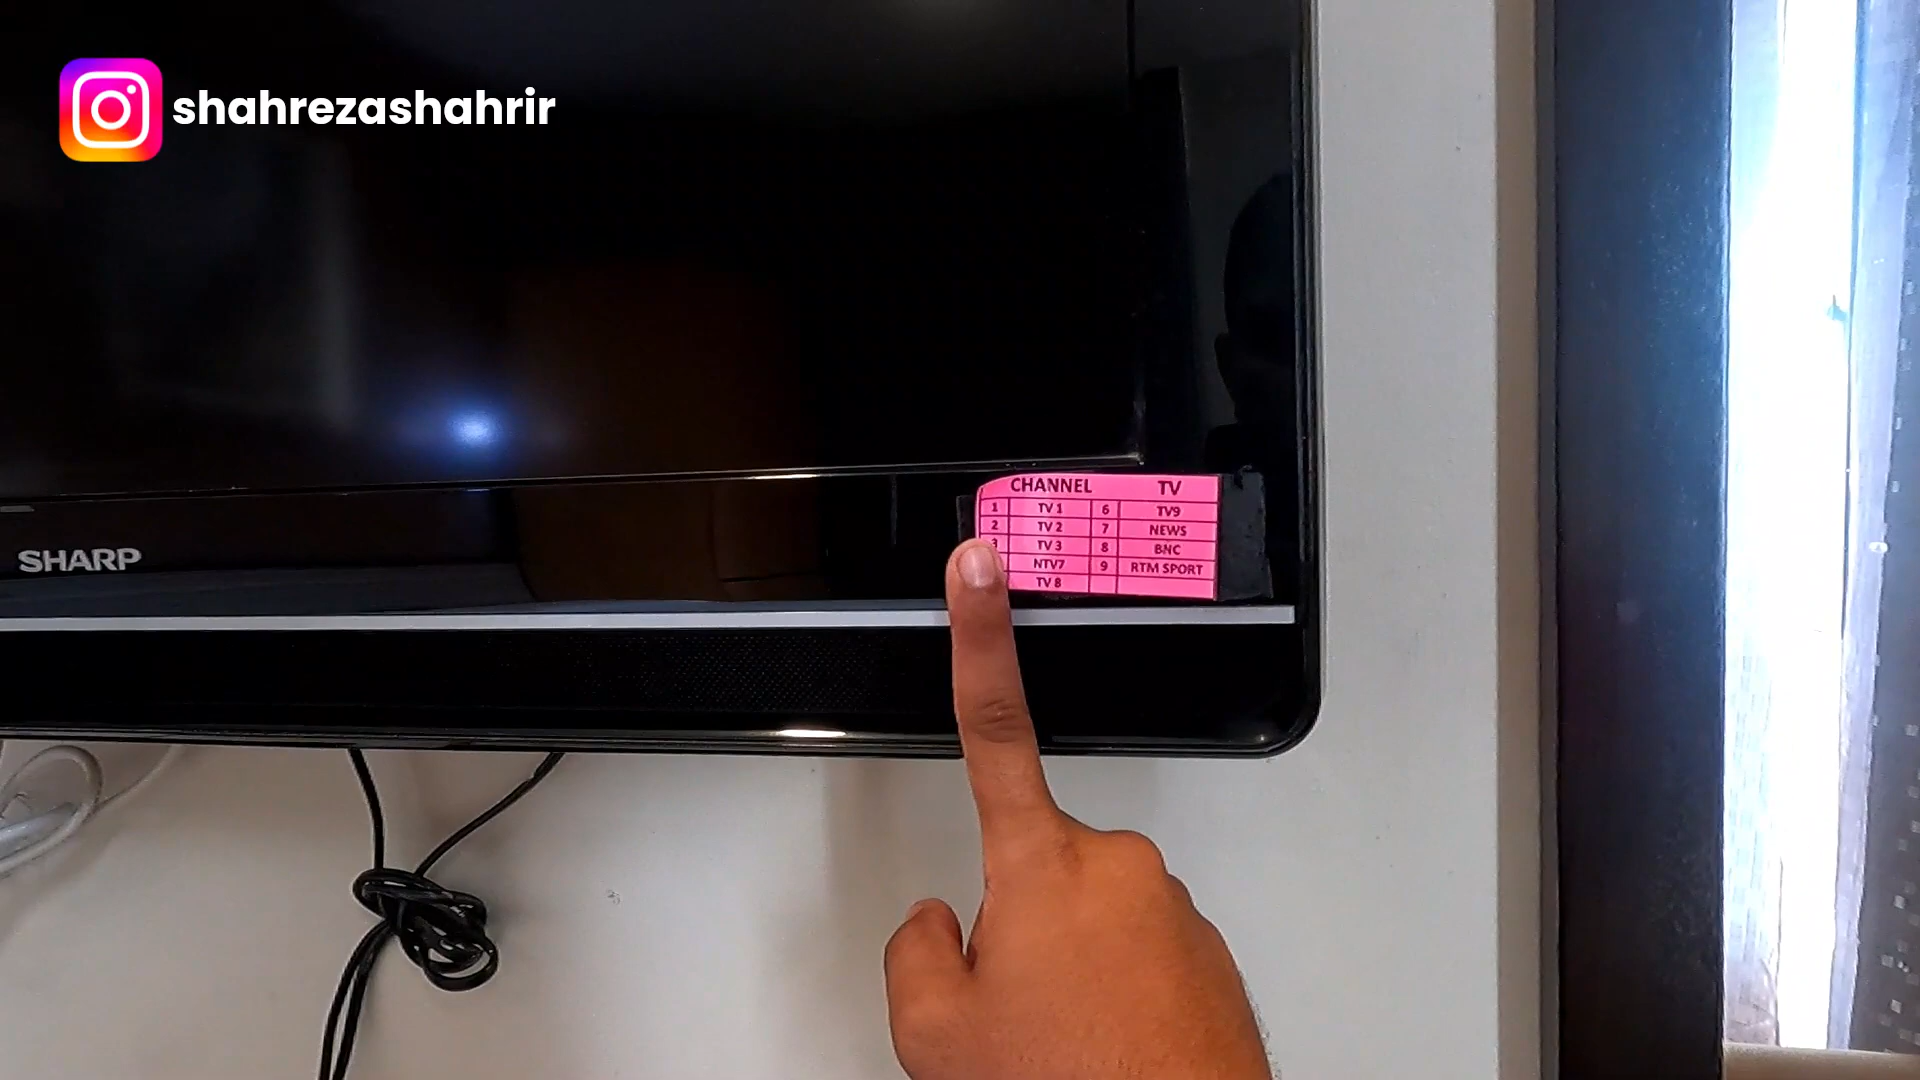 shahrezashahrir
SHARP
CHANNEL TV
1 TV 1 6 TV9
2 TV 2 7 NEWS
3 TV 3 8 BNC
NTV7 9 RTM SPORT
TV 8